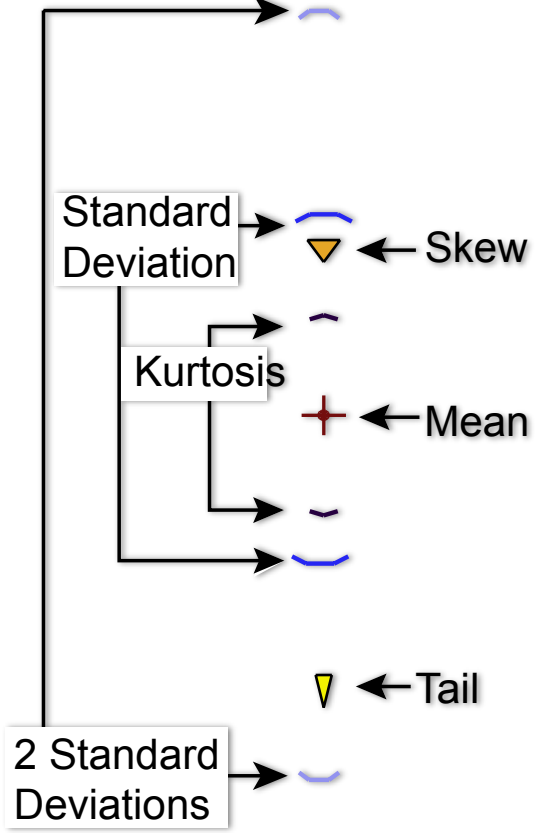 Standard
Deviation
Skew
Kurtosis
Mean
Tail
2 Standard
Deviations